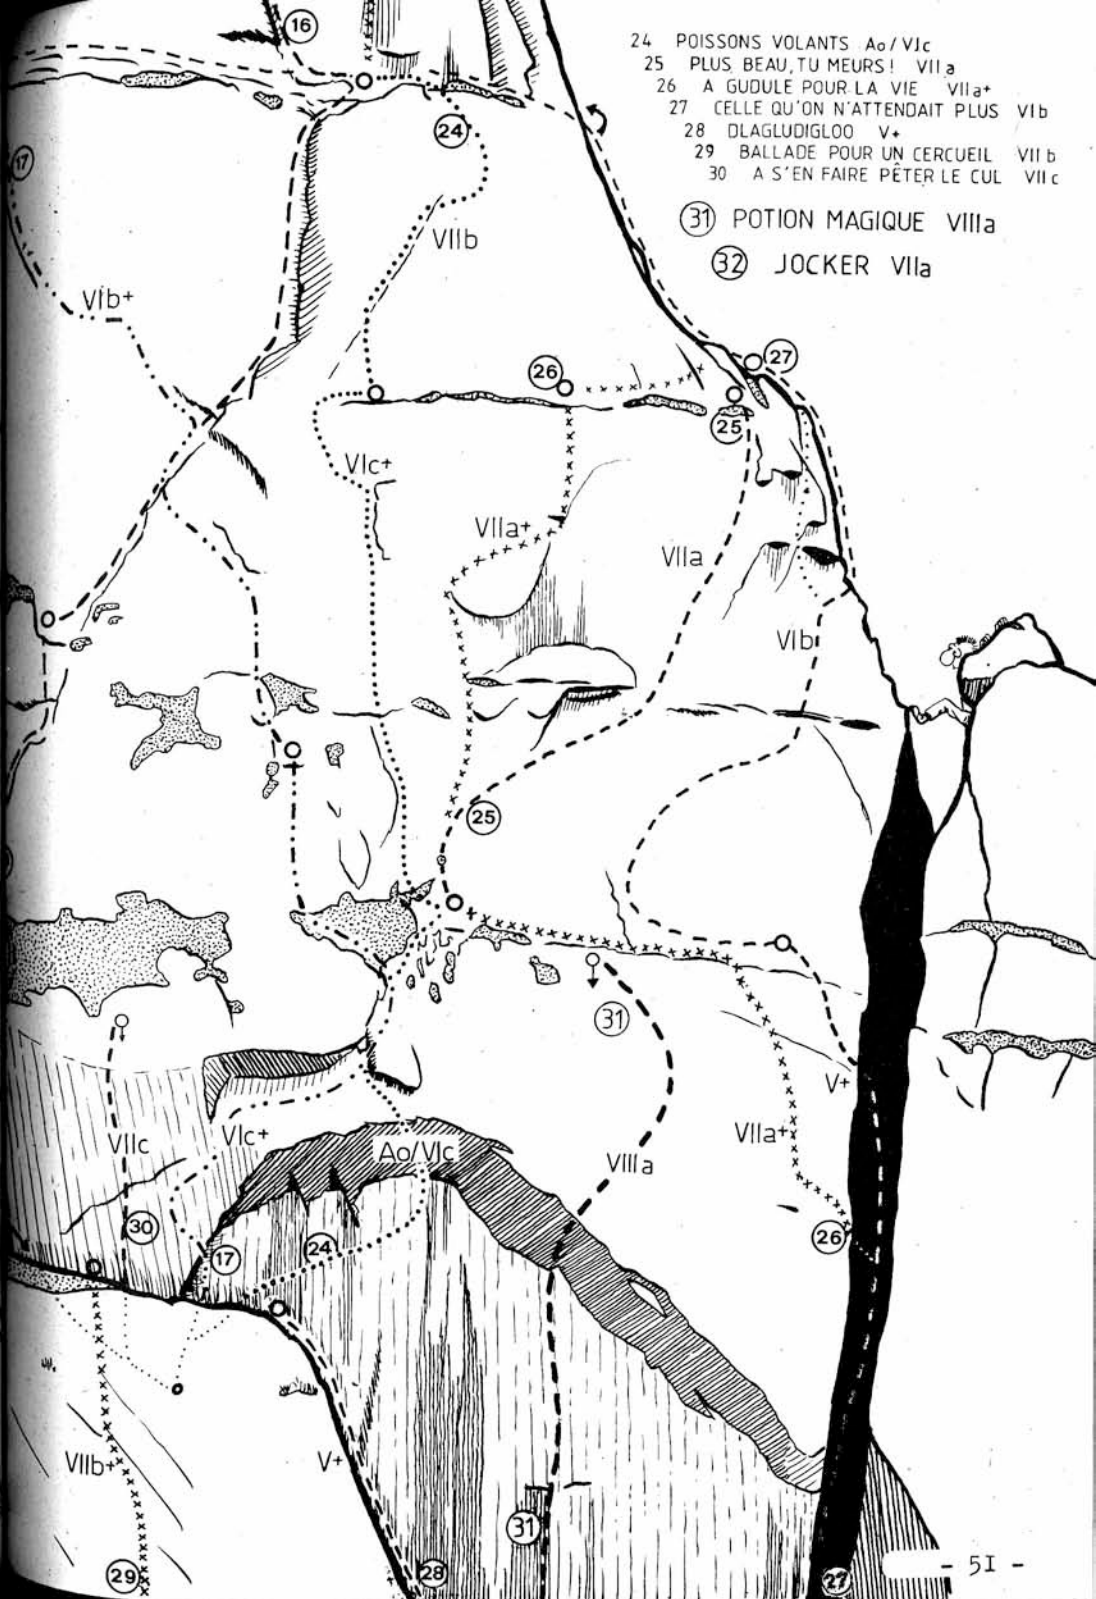 24 POISSONS VOLANTS Ao/VIc
25 PLUS BEAU, TU MEURS! VIIa
26 A GUDULE POUR LA VIE VIIa+
27 CELLE QU'ON N'ATTENDAIT PLUS VIb
28 DLAGLUDIGLOO V+
29 BALLADE POUR UN CERCUEIL VIIb
30 A S'EN FAIRE PÊTER LE CUL VIIc
31 POTION MAGIQUE VIIIa
32 JOCKER VIIa
16
24
17
VIIb
VIb+
27
26
25
VIc+
VIIa+
VIIa
VIb
25
31
V+
VIIc
VIc+
Ao/VIc
VIIa+
VIIIa
30
17
24
26
VIIb+
V+
31
29
28
27
- 51 -